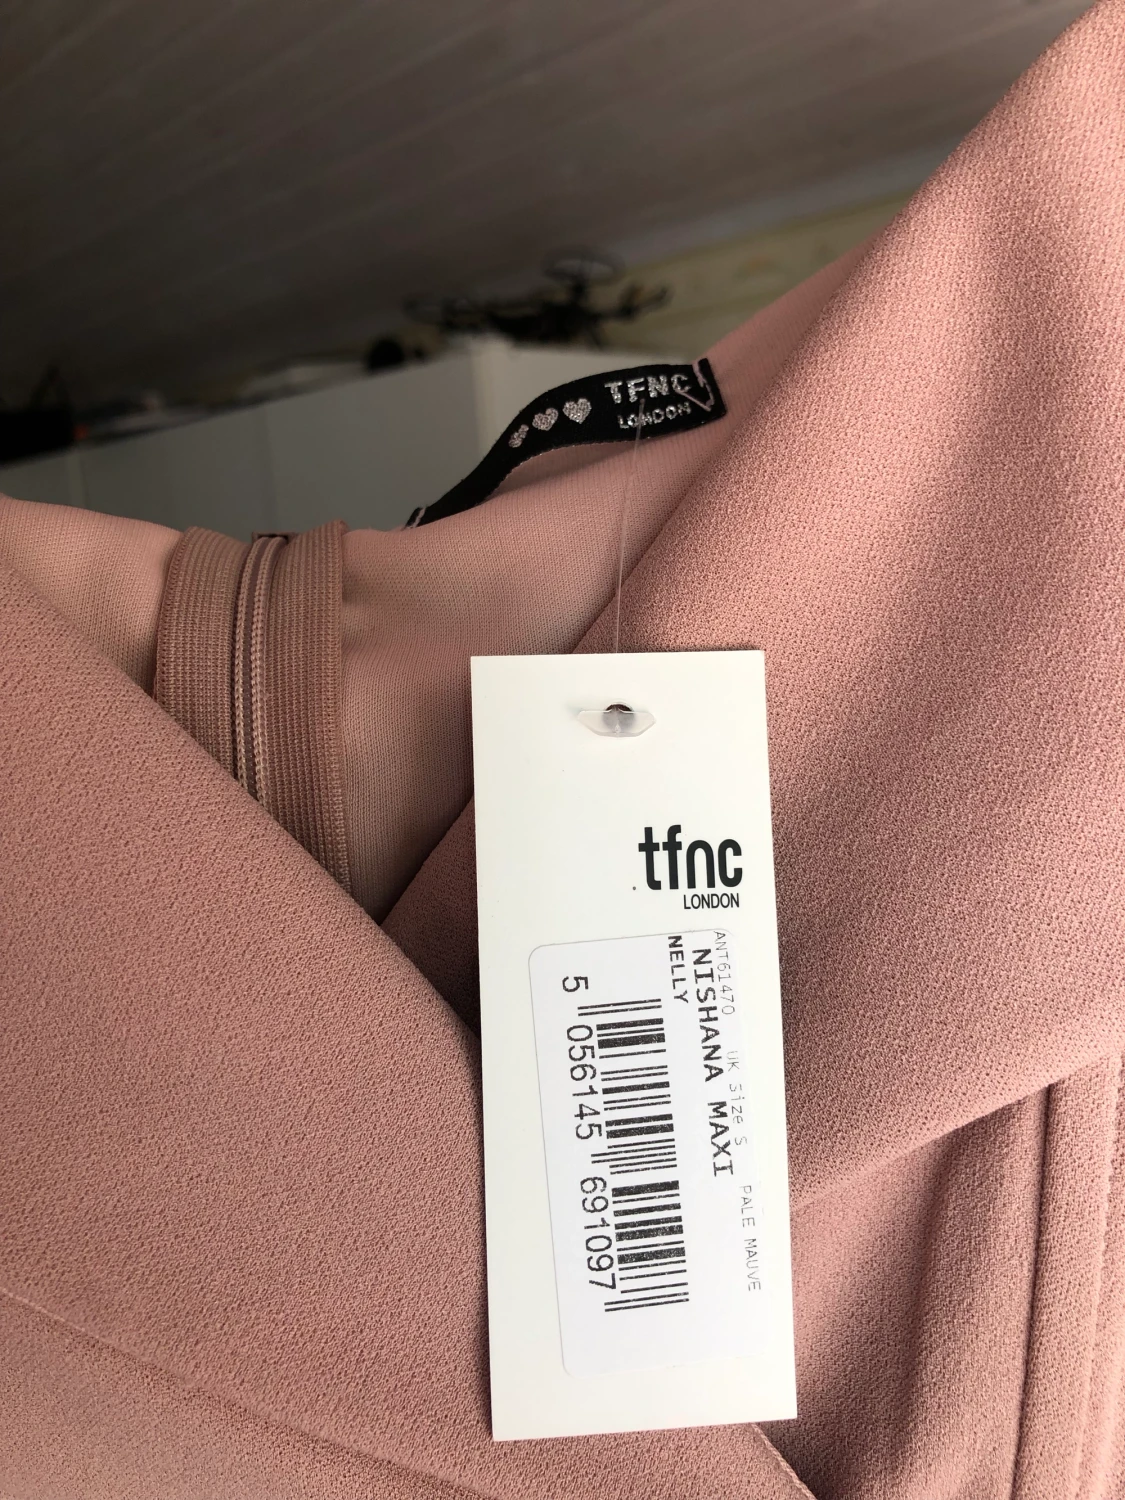 TFNC
LONDON
tfnc
LONDON
ANT61470 UK Size S PALE MAUVE
NISHANA MAXI
NELLY
5 056145 691097